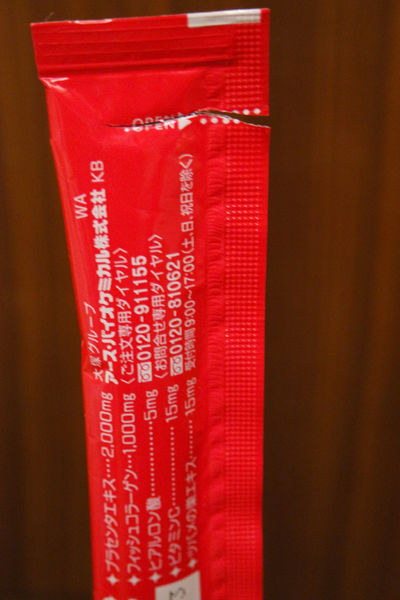 OPEN
WA KB
大塚グループ
アース・バイオケミカル株式会社
〈ご注文専用ダイヤル〉
0120-911155
〈お問合せ専用ダイヤル〉
0120-810621
受付時間9:00〜17:00(土、日、祝日を除く)
◆プラセンタエキス…2,000mg
◆フィッシュコラーゲン…1,000mg
◆ヒアルロン酸………5mg
◆ビタミンC………15mg
◆ツバメの巣エキス……15mg
3